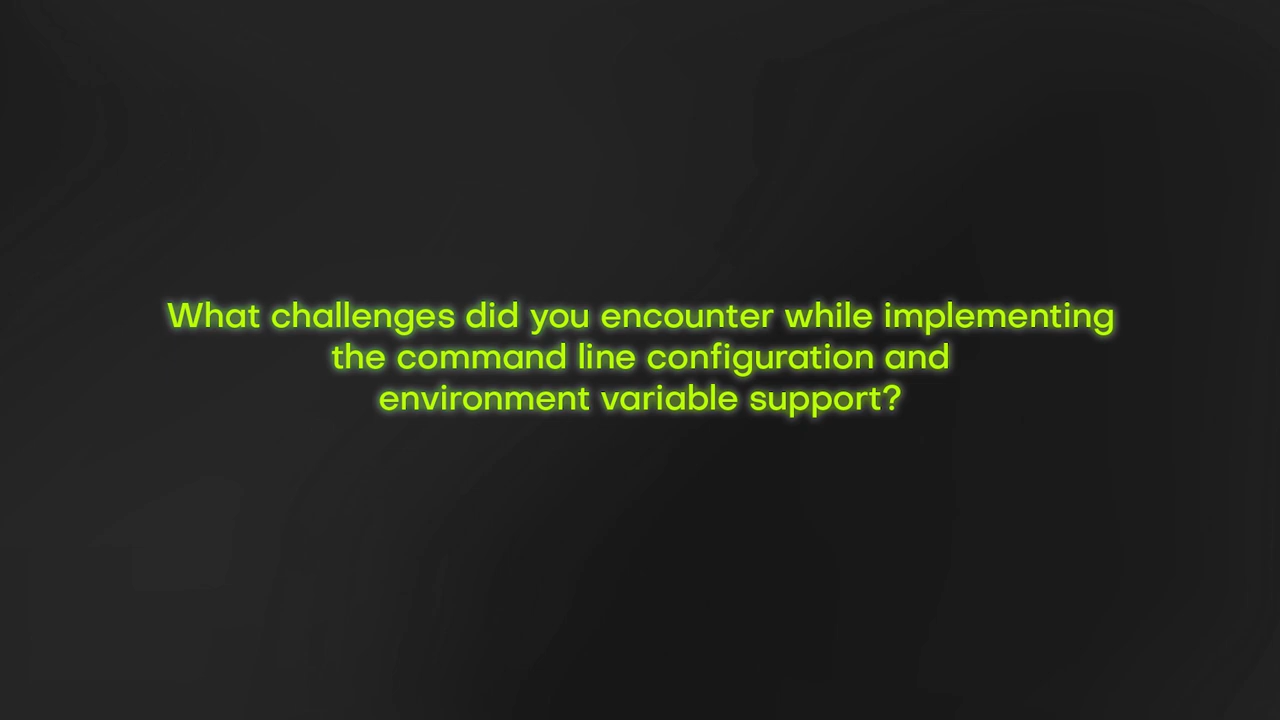 What challenges did you encounter while implementing
the command line configuration and
environment variable support?